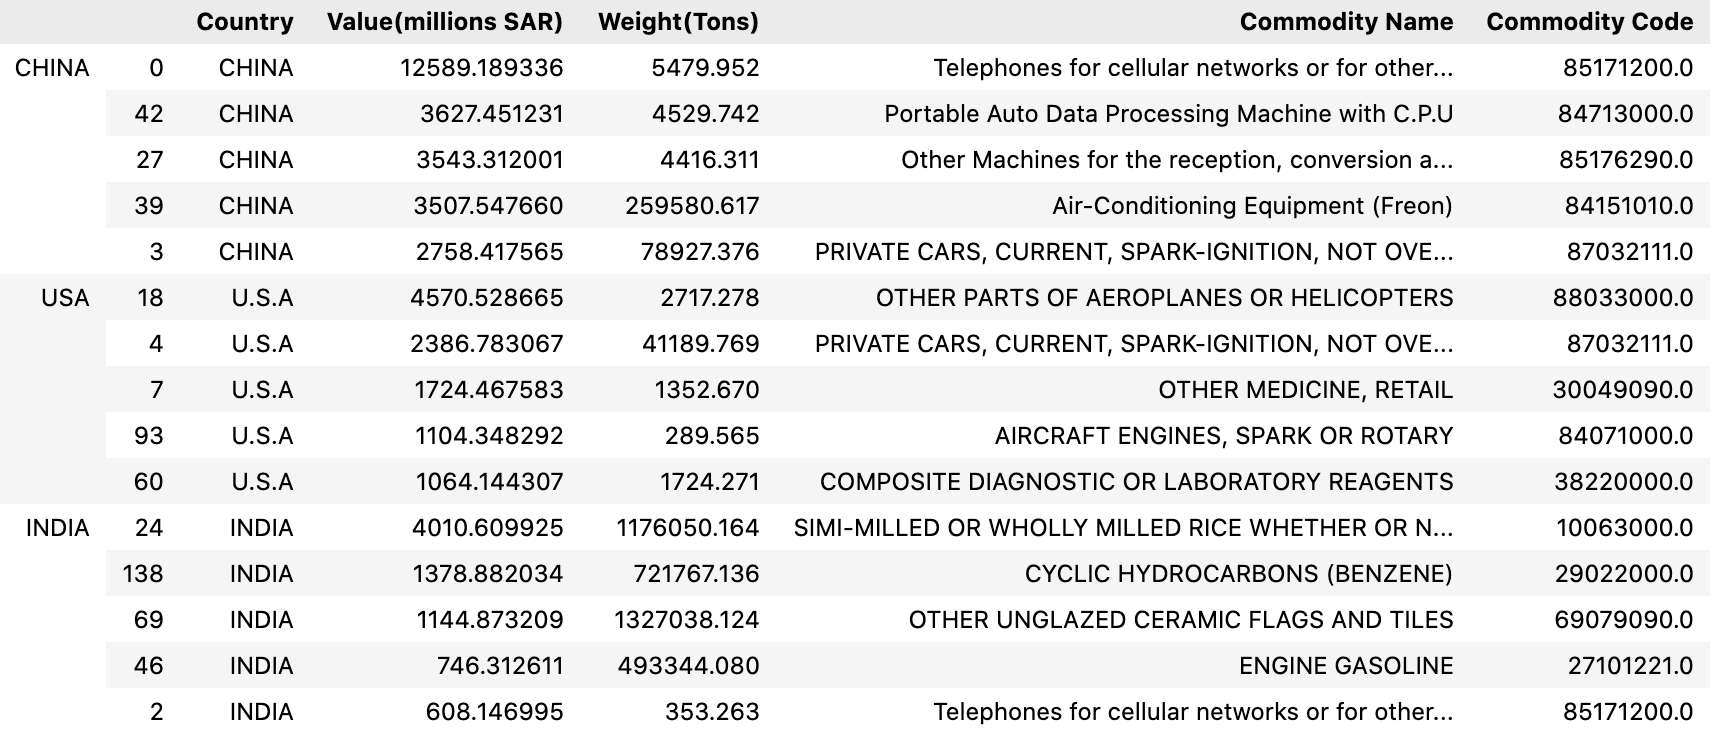 Country Value(millions SAR) Weight(Tons) Commodity Name Commodity Code
CHINA 0 CHINA 12589.189336 5479.952 Telephones for cellular networks or for other... 85171200.0
42 CHINA 3627.451231 4529.742 Portable Auto Data Processing Machine with C.P.U 84713000.0
27 CHINA 3543.312001 4416.311 Other Machines for the reception, conversion a... 85176290.0
39 CHINA 3507.547660 259580.617 Air-Conditioning Equipment (Freon) 84151010.0
3 CHINA 2758.417565 78927.376 PRIVATE CARS, CURRENT, SPARK-IGNITION, NOT OVE... 87032111.0
USA 18 U.S.A 4570.528665 2717.278 OTHER PARTS OF AEROPLANES OR HELICOPTERS 88033000.0
4 U.S.A 2386.783067 41189.769 PRIVATE CARS, CURRENT, SPARK-IGNITION, NOT OVE... 87032111.0
7 U.S.A 1724.467583 1352.670 OTHER MEDICINE, RETAIL 30049090.0
93 U.S.A 1104.348292 289.565 AIRCRAFT ENGINES, SPARK OR ROTARY 84071000.0
60 U.S.A 1064.144307 1724.271 COMPOSITE DIAGNOSTIC OR LABORATORY REAGENTS 38220000.0
INDIA 24 INDIA 4010.609925 1176050.164 SIMI-MILLED OR WHOLLY MILLED RICE WHETHER OR N... 10063000.0
138 INDIA 1378.882034 721767.136 CYCLIC HYDROCARBONS (BENZENE) 29022000.0
69 INDIA 1144.873209 1327038.124 OTHER UNGLAZED CERAMIC FLAGS AND TILES 69079090.0
46 INDIA 746.312611 493344.080 ENGINE GASOLINE 27101221.0
2 INDIA 608.146995 353.263 Telephones for cellular networks or for other... 85171200.0